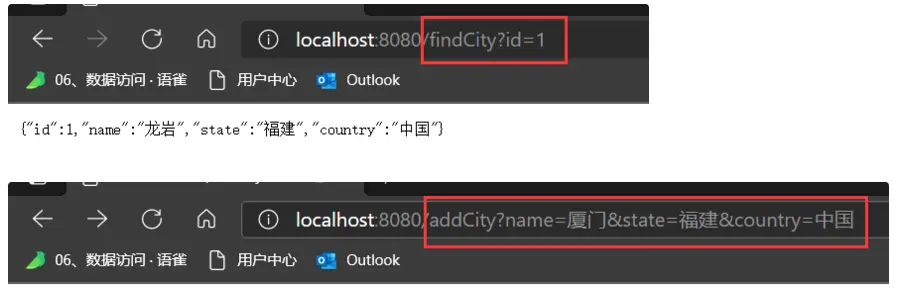 localhost:8080/findCity?id=1
06、数据访问 · 语雀 用户中心 Outlook
{"id":1,"name":"龙岩","state":"福建","country":"中国"}
localhost:8080/addCity?name=厦门&state=福建&country=中国
06、数据访问 · 语雀 用户中心 Outlook